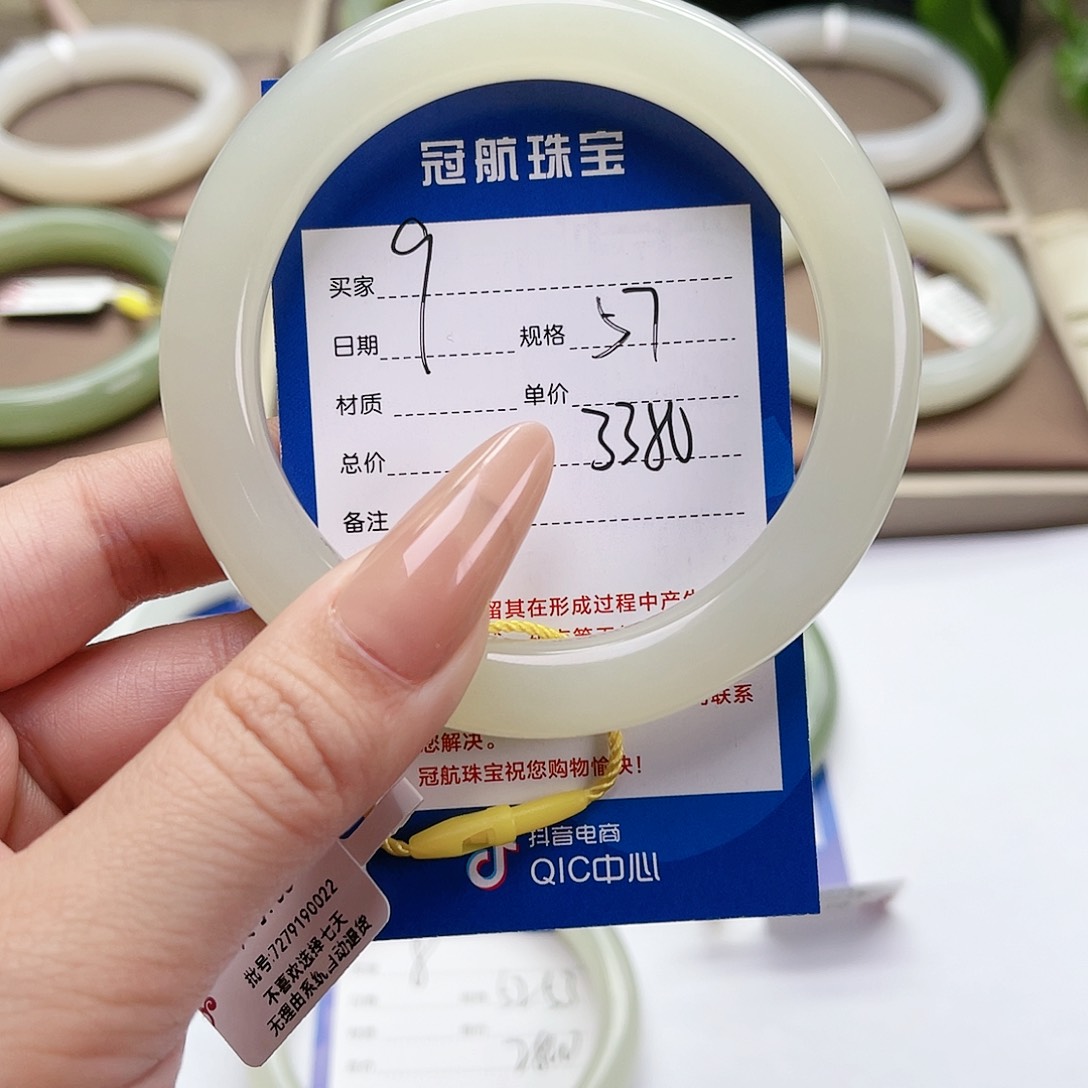 冠航珠宝
9
买家
日期 规格 57
材质 单价
总价 3380
备注
留其在形成过程中产生
联系
您解决。
冠航珠宝祝您购物愉快！
抖音电商
QIC中心
批号:7279190022
不喜欢选择七天
无理由系统自动退货
8